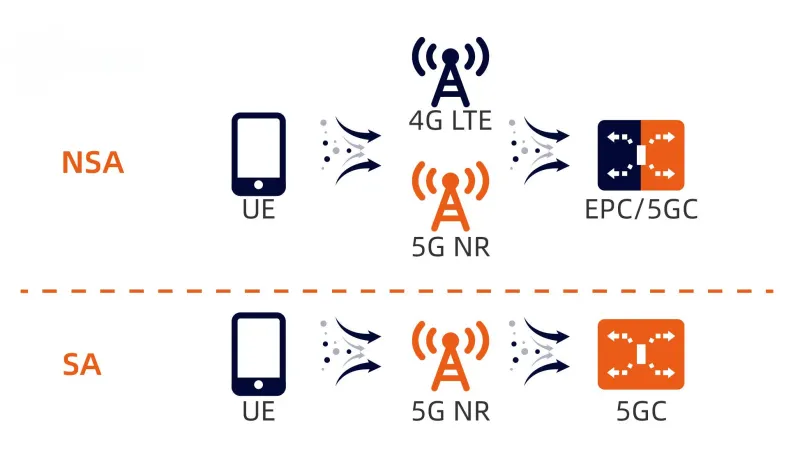 4G LTE
NSA
UE
EPC/5GC
5G NR
SA
UE
5G NR
5GC